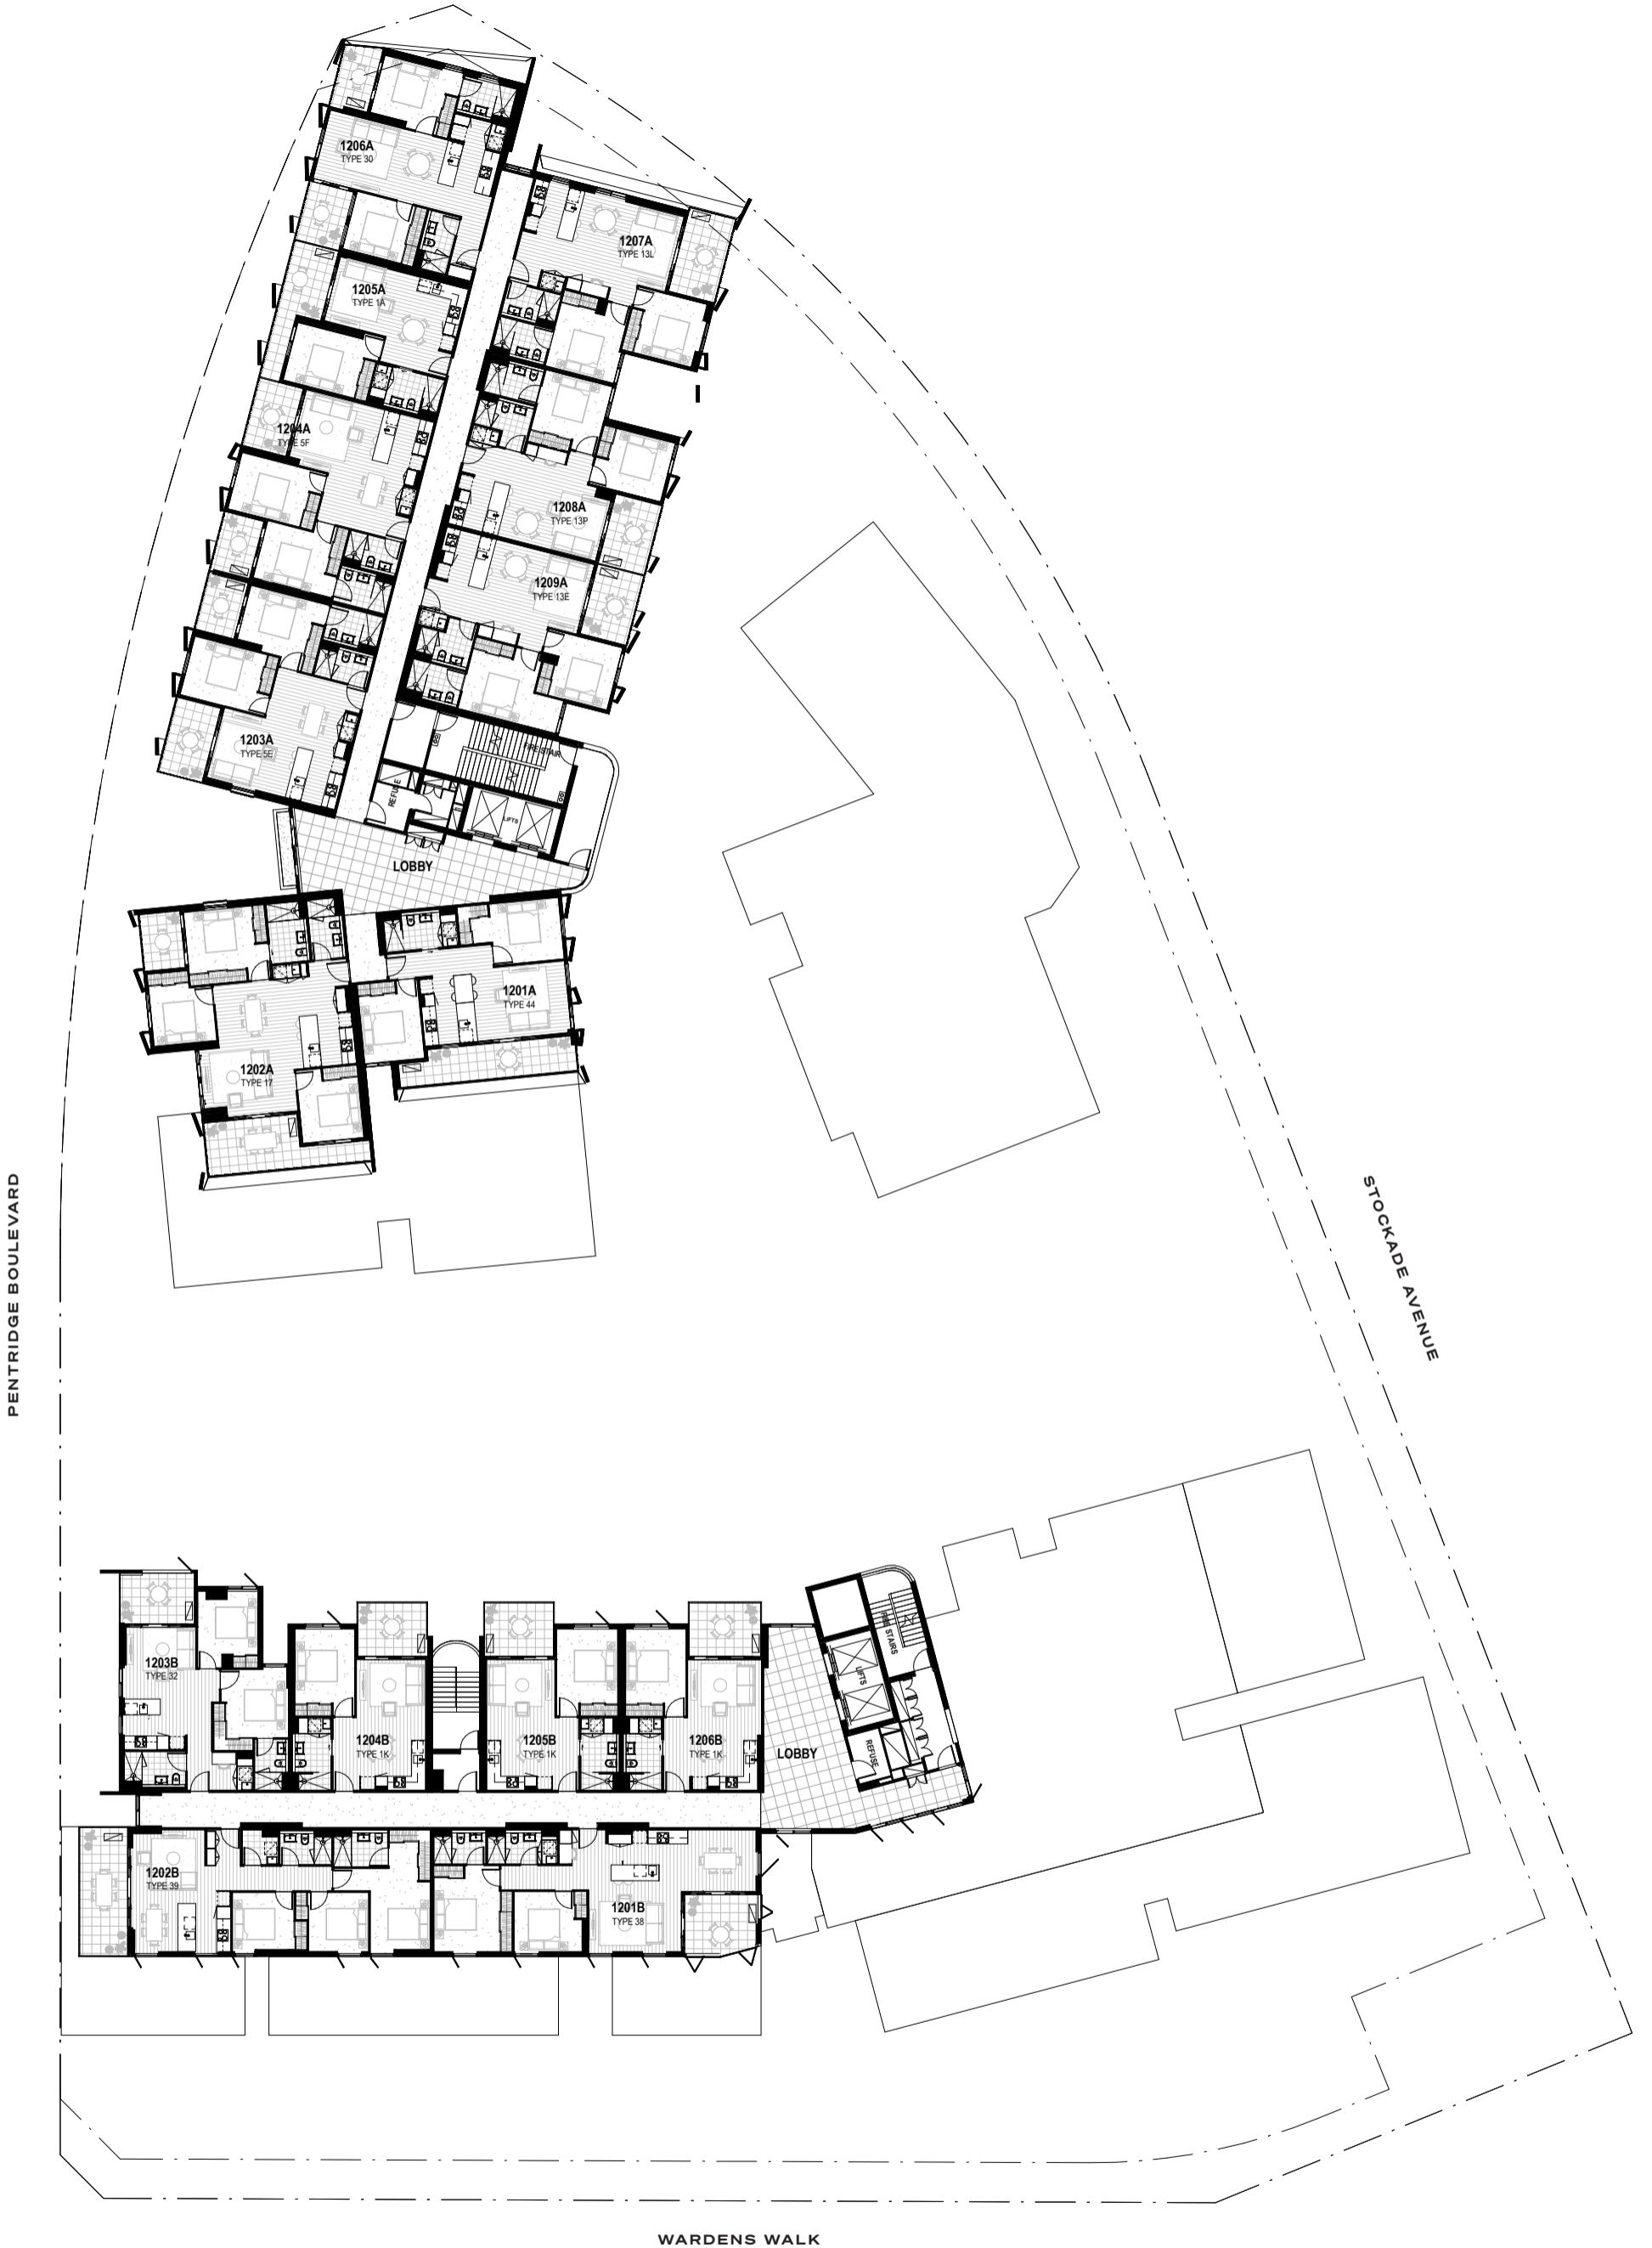 1206A
TYPE 30
1207A
TYPE 13L
1205A
TYPE 1A
1204A
TYPE 5F
1208A
TYPE 13P
1209A
TYPE 13E
1203A
TYPE 5E
FIRE STAIR
REFUSE
LIFTS
LOBBY
1201A
TYPE 44
1202A
TYPE 17
PENTRIDGE BOULEVARD
STOCKADE AVENUE
1203B
TYPE 32
1204B
TYPE 1K
1205B
TYPE 1K
1206B
TYPE 1K
LOBBY
FIRE STAIRS
LIFTS
REFUSE
1202B
TYPE 39
1201B
TYPE 38
WARDENS WALK